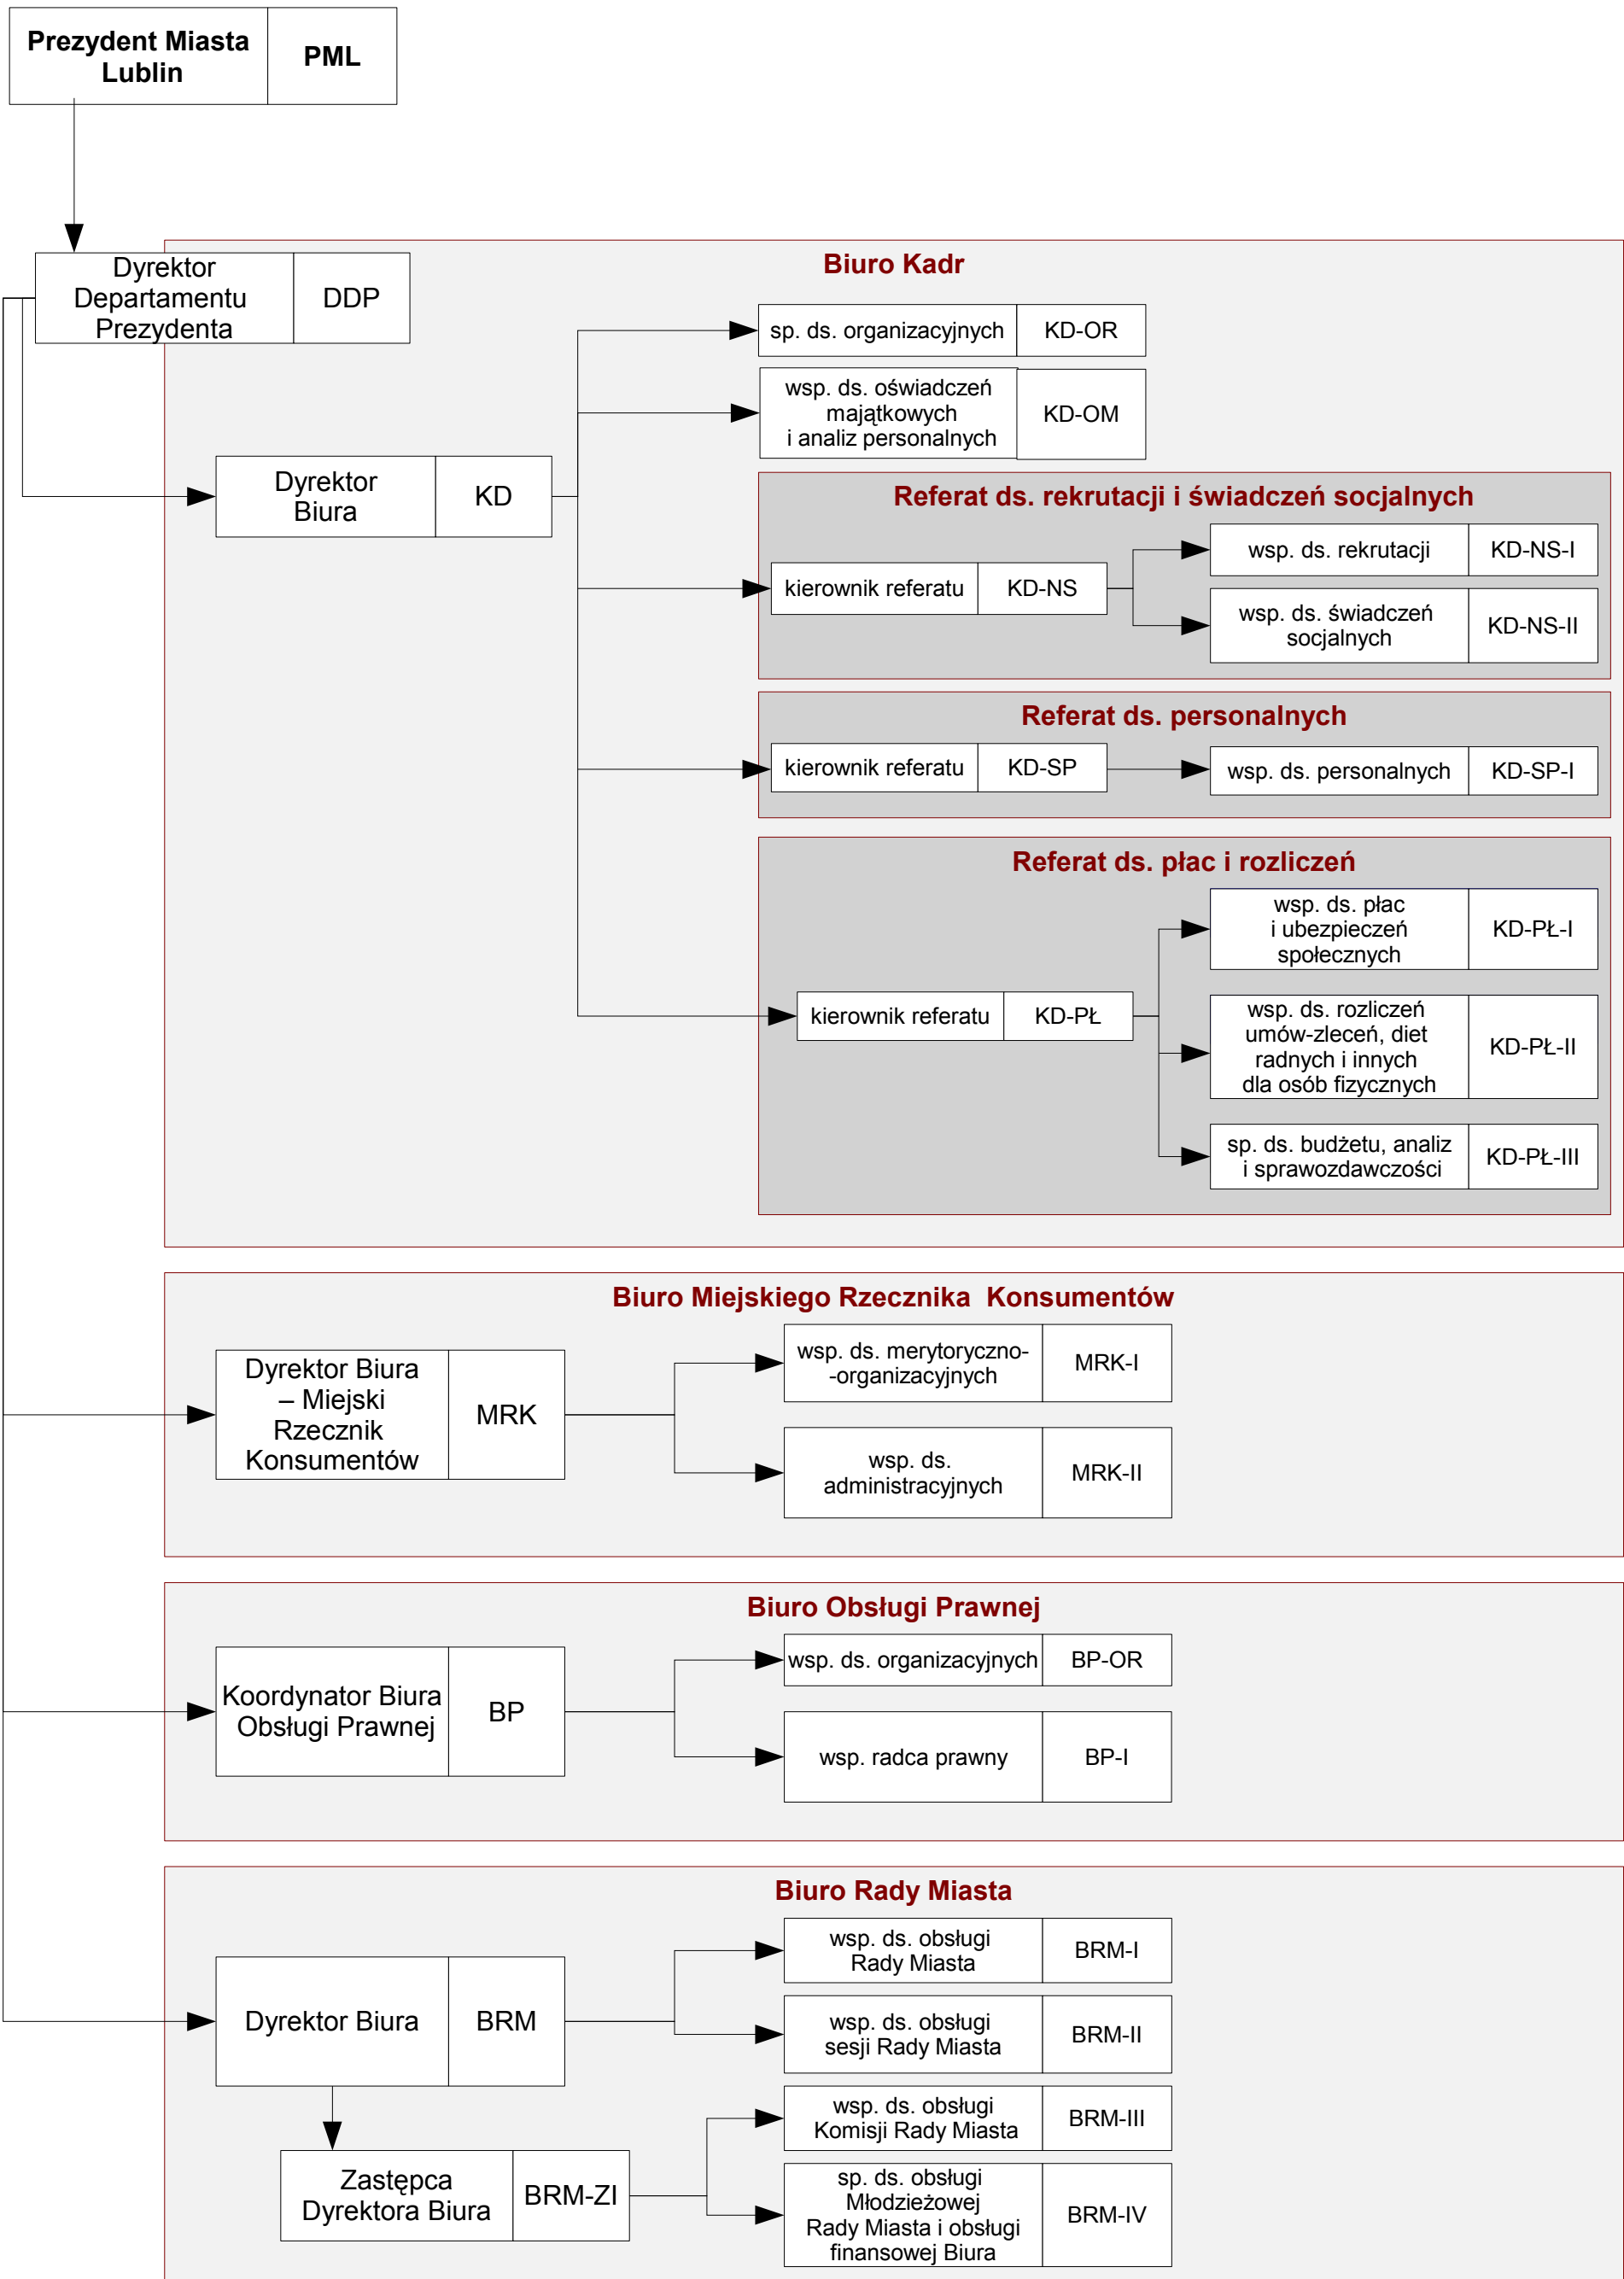 Prezydent Miasta
Lublin
PML
Dyrektor
Departamentu
Prezydenta
DDP
Biuro Kadr
sp. ds. organizacyjnych
KD-OR
wsp. ds. oświadczeń
majątkowych
i analiz personalnych
KD-OM
Dyrektor
Biura
KD
Referat ds. rekrutacji i świadczeń socjalnych
kierownik referatu
KD-NS
wsp. ds. rekrutacji
KD-NS-I
wsp. ds. świadczeń
socjalnych
KD-NS-II
Referat ds. personalnych
kierownik referatu
KD-SP
wsp. ds. personalnych
KD-SP-I
Referat ds. płac i rozliczeń
kierownik referatu
KD-PŁ
wsp. ds. płac
i ubezpieczeń
społecznych
KD-PŁ-I
wsp. ds. rozliczeń
umów-zleceń, diet
radnych i innych
dla osób fizycznych
KD-PŁ-II
sp. ds. budżetu, analiz
i sprawozdawczości
KD-PŁ-III
Biuro Miejskiego Rzecznika  Konsumentów
Dyrektor Biura
– Miejski
Rzecznik
Konsumentów
MRK
wsp. ds. merytoryczno-
-organizacyjnych
MRK-I
wsp. ds.
administracyjnych
MRK-II
Biuro Obsługi Prawnej
Koordynator Biura
Obsługi Prawnej
BP
wsp. ds. organizacyjnych
BP-OR
wsp. radca prawny
BP-I
Biuro Rady Miasta
Dyrektor Biura
BRM
wsp. ds. obsługi
Rady Miasta
BRM-I
wsp. ds. obsługi
sesji Rady Miasta
BRM-II
Zastępca
Dyrektora Biura
BRM-ZI
wsp. ds. obsługi
Komisji Rady Miasta
BRM-III
sp. ds. obsługi
Młodzieżowej
Rady Miasta i obsługi
finansowej Biura
BRM-IV